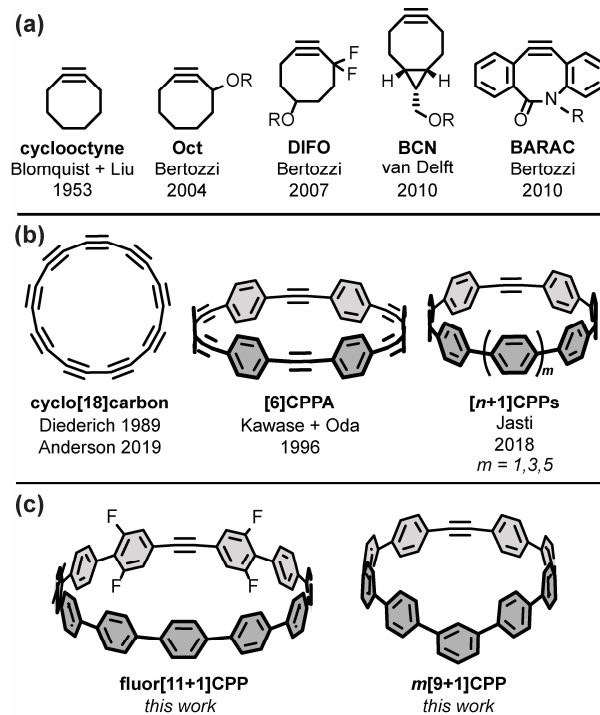 (a)
OR
F
F
RO
H
H
OR
O
N
R
cyclooctyne
Blomquist + Liu
1953
Oct
Bertozzi
2004
DIFO
Bertozzi
2007
BCN
van Delft
2010
BARAC
Bertozzi
2010
(b)
m
cyclo[18]carbon
Diederich 1989
Anderson 2019
[6]CPPA
Kawase + Oda
1996
[n+1]CPPs
Jasti
2018
m = 1,3,5
(c)
F
F
F
F
fluor[11+1]CPP
this work
m[9+1]CPP
this work